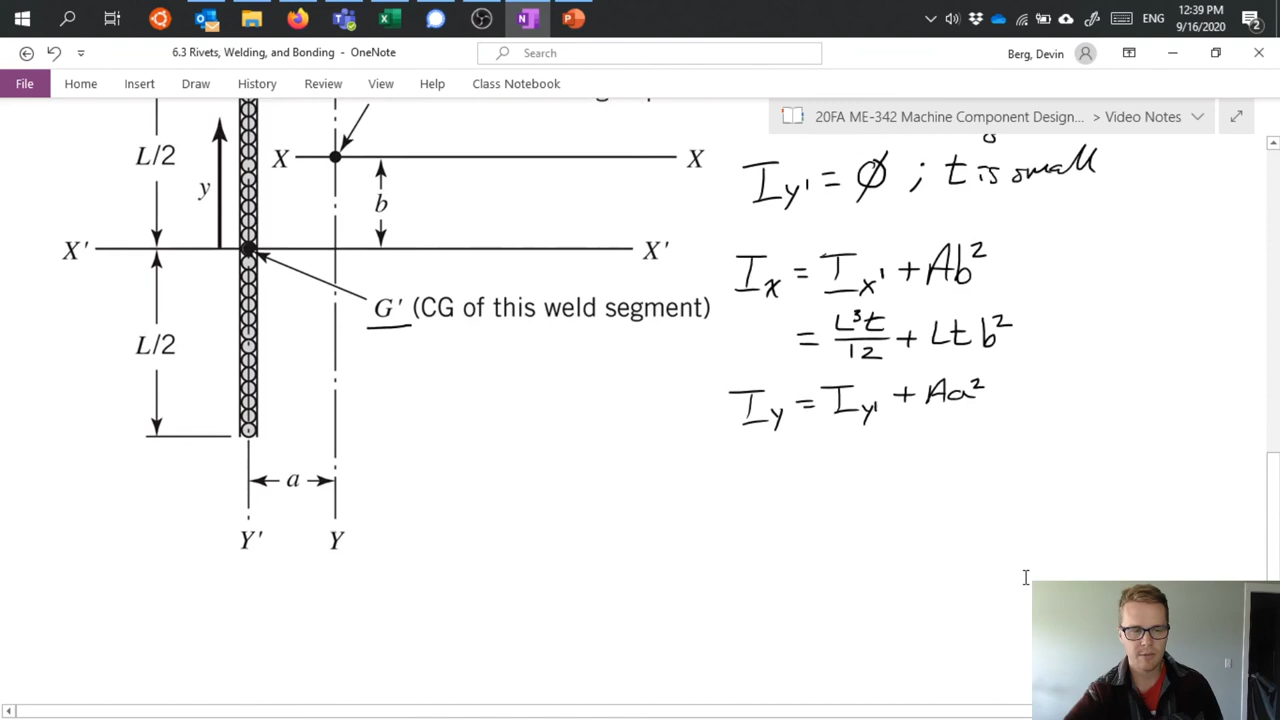 12:39 PM
ENG
9/16/2020
2
6.3 Rivets, Welding, and Bonding - OneNote
Search
Berg, Devin
File
Home
Insert
Draw
History
Review
View
Help
Class Notebook
20FA ME-342 Machine Component Design... > Video Notes
L/2
y
X
X
b
X'
X'
G' (CG of this weld segment)
L/2
a
Y'
Y
I_y' = ∅ ; t is small
I_x = I_x' + Ab²
= L³t/12 + Ltb²
I_y = I_y' + Aa²